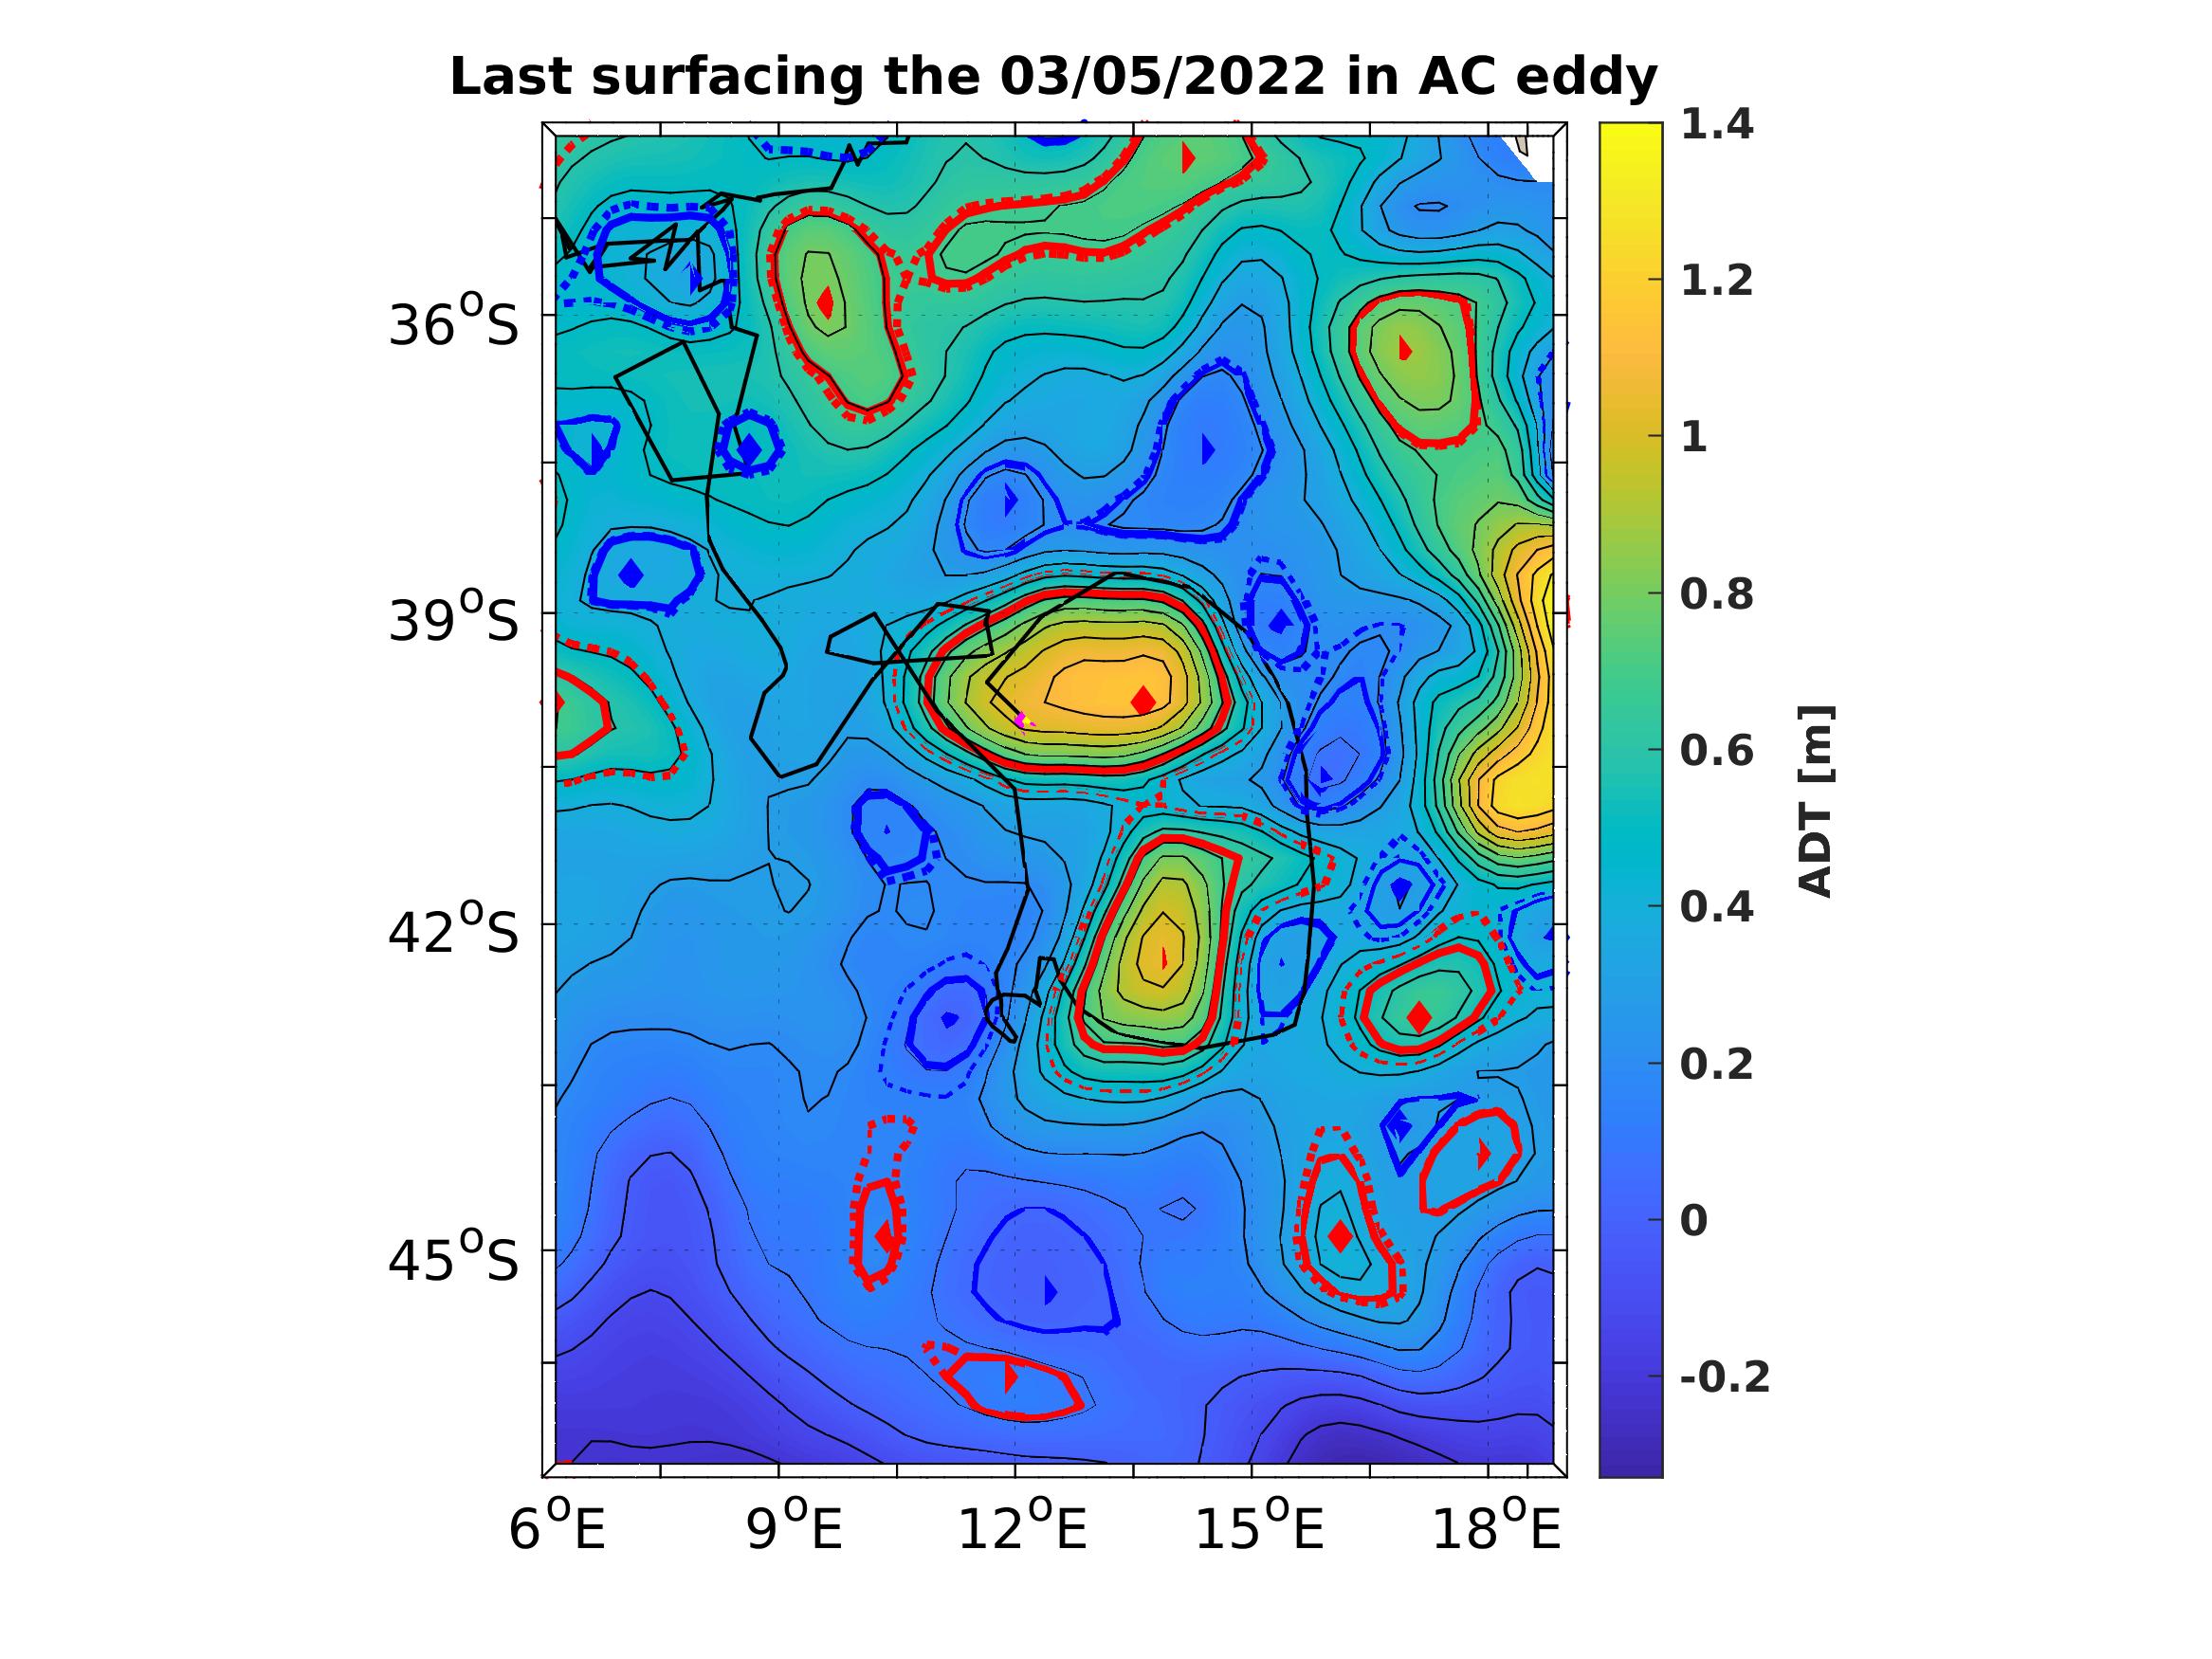 Last surfacing the 03/05/2022 in AC eddy
1.4
1.2
1
0.8
0.6
0.4
0.2
0
-0.2
ADT [m]
36°S
39°S
42°S
45°S
6°E 9°E 12°E 15°E 18°E